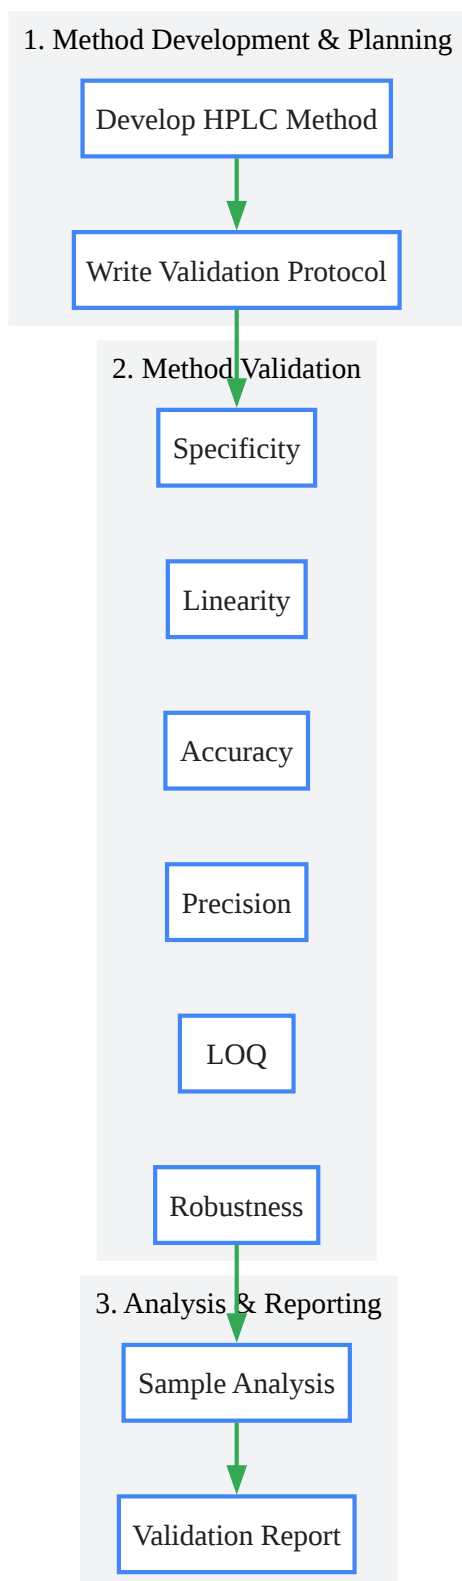 1. Method Development & Planning
Develop HPLC Method
Write Validation Protocol
2. Method Validation
Specificity
Linearity
Accuracy
Precision
LOQ
Robustness
3. Analysis & Reporting
Sample Analysis
Validation Report